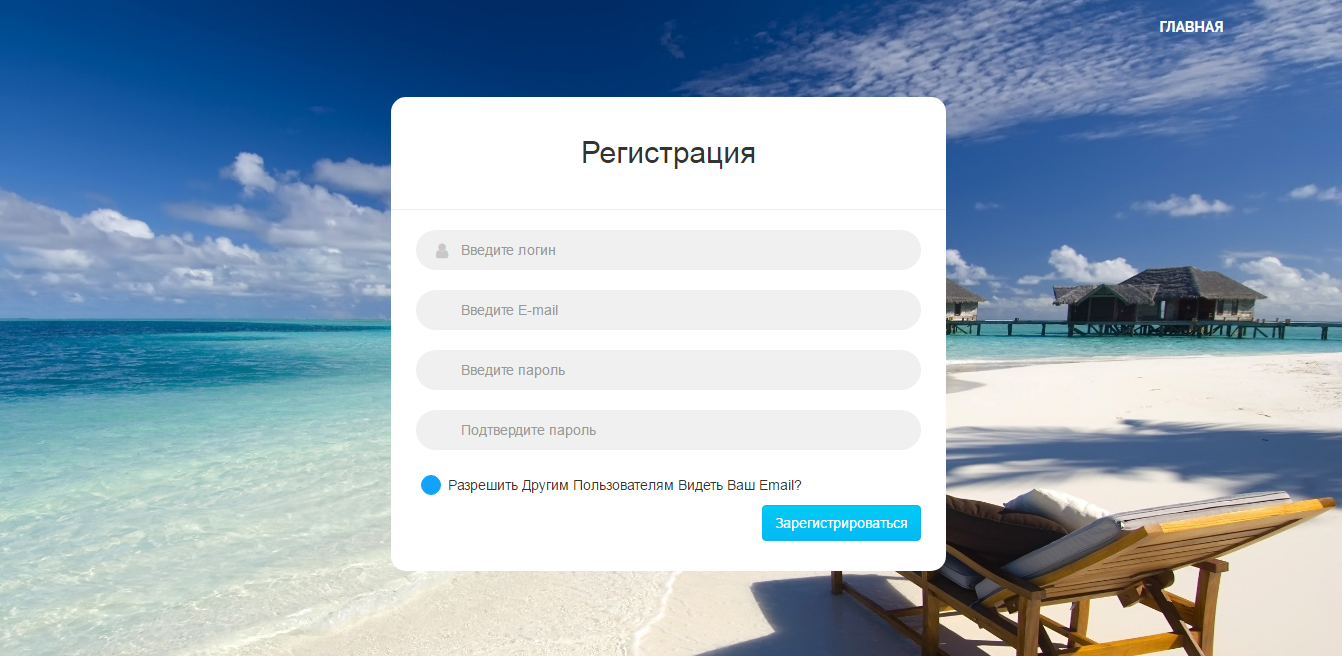 ГЛАВНАЯ
Регистрация
Введите логин
Введите E-mail
Введите пароль
Подтвердите пароль
Разрешить Другим Пользователям Видеть Ваш Email?
Зарегистрироваться